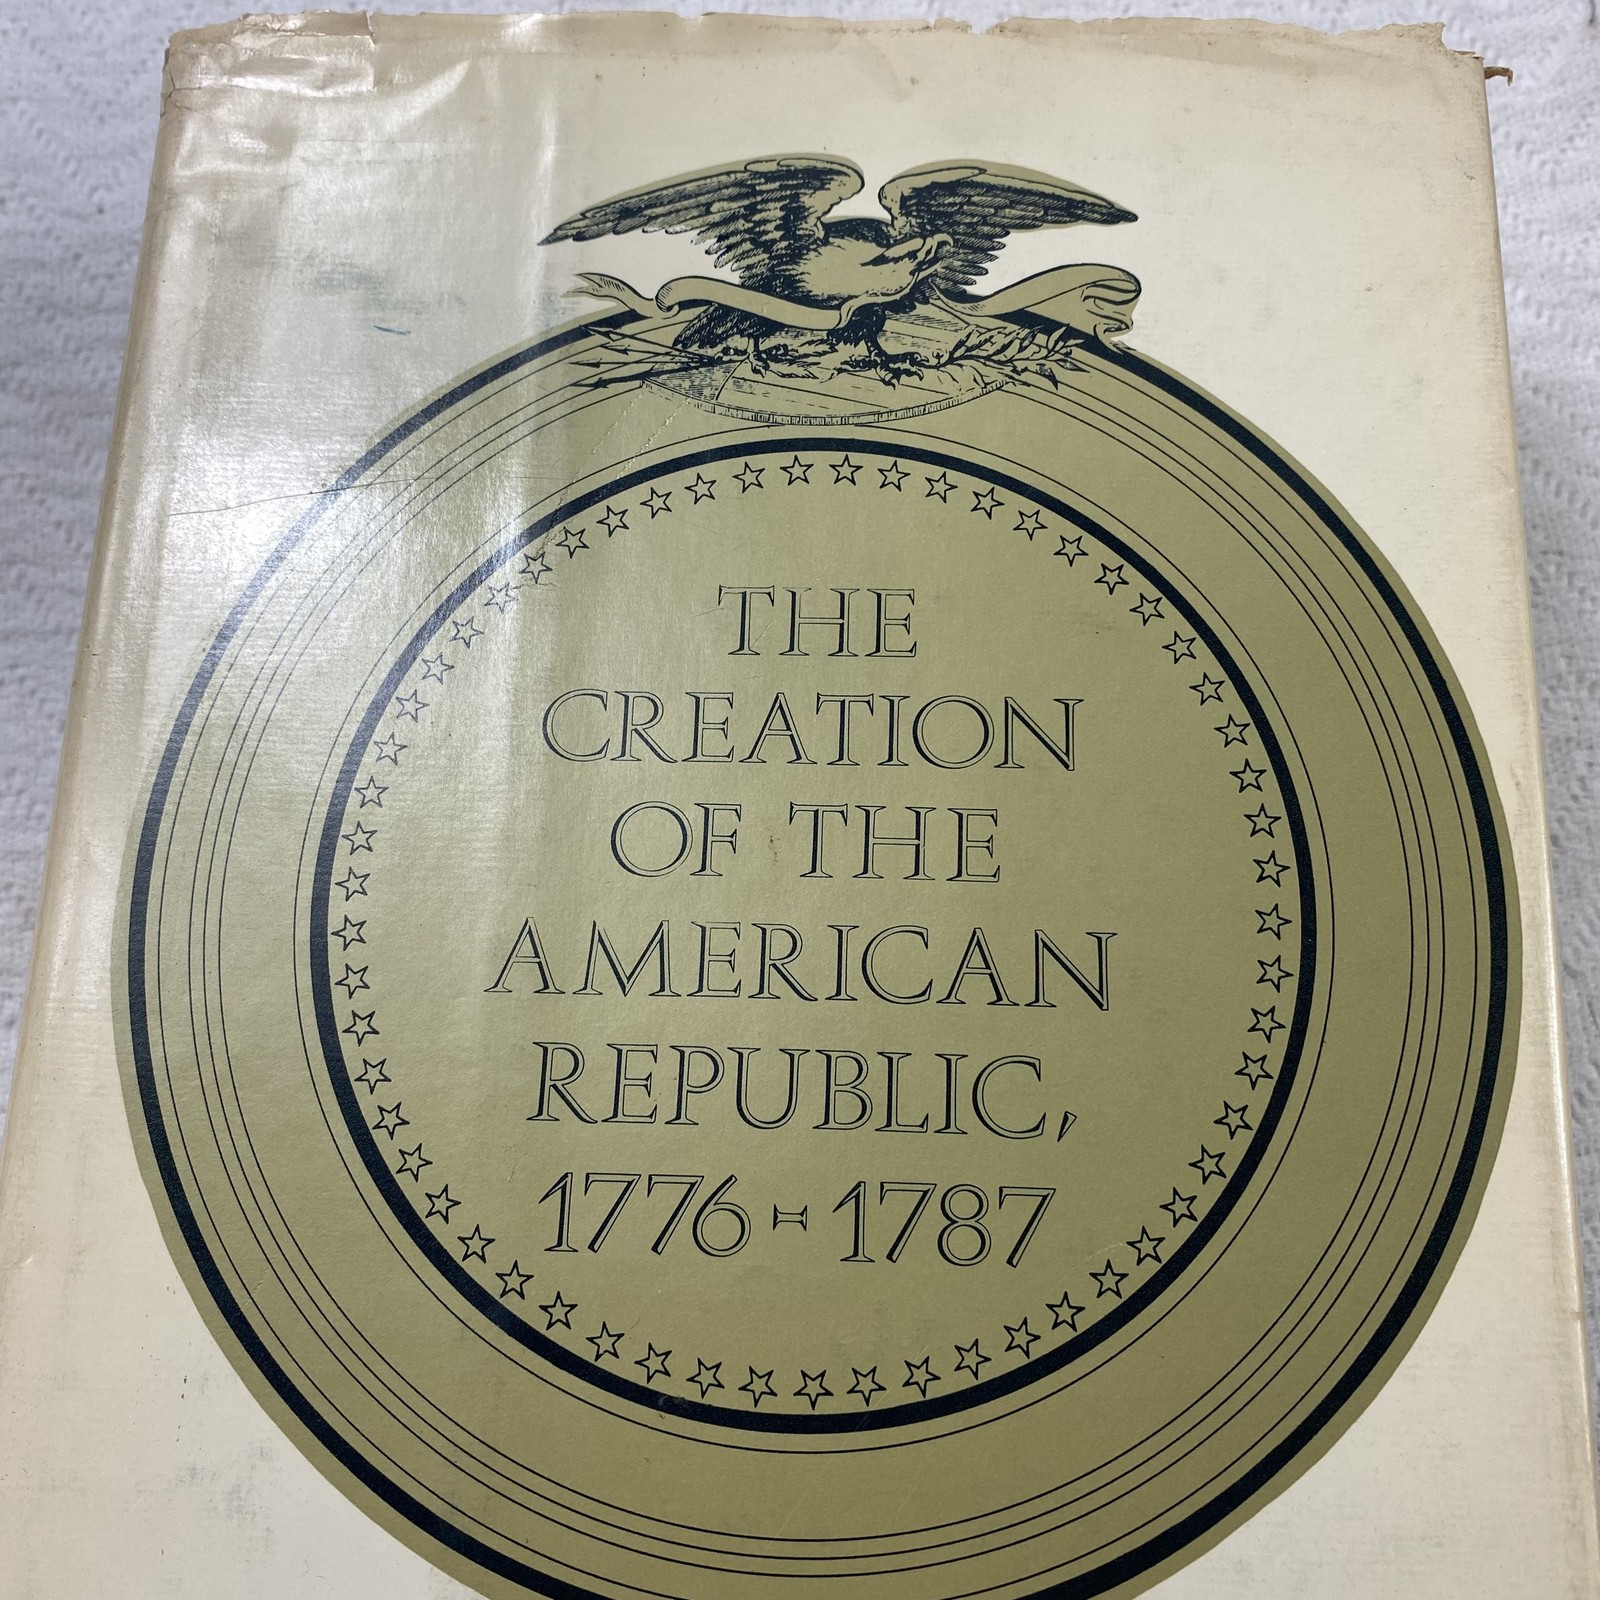 THE
CREATION
OF THE
AMERICAN
REPUBLIC,
1776-1787